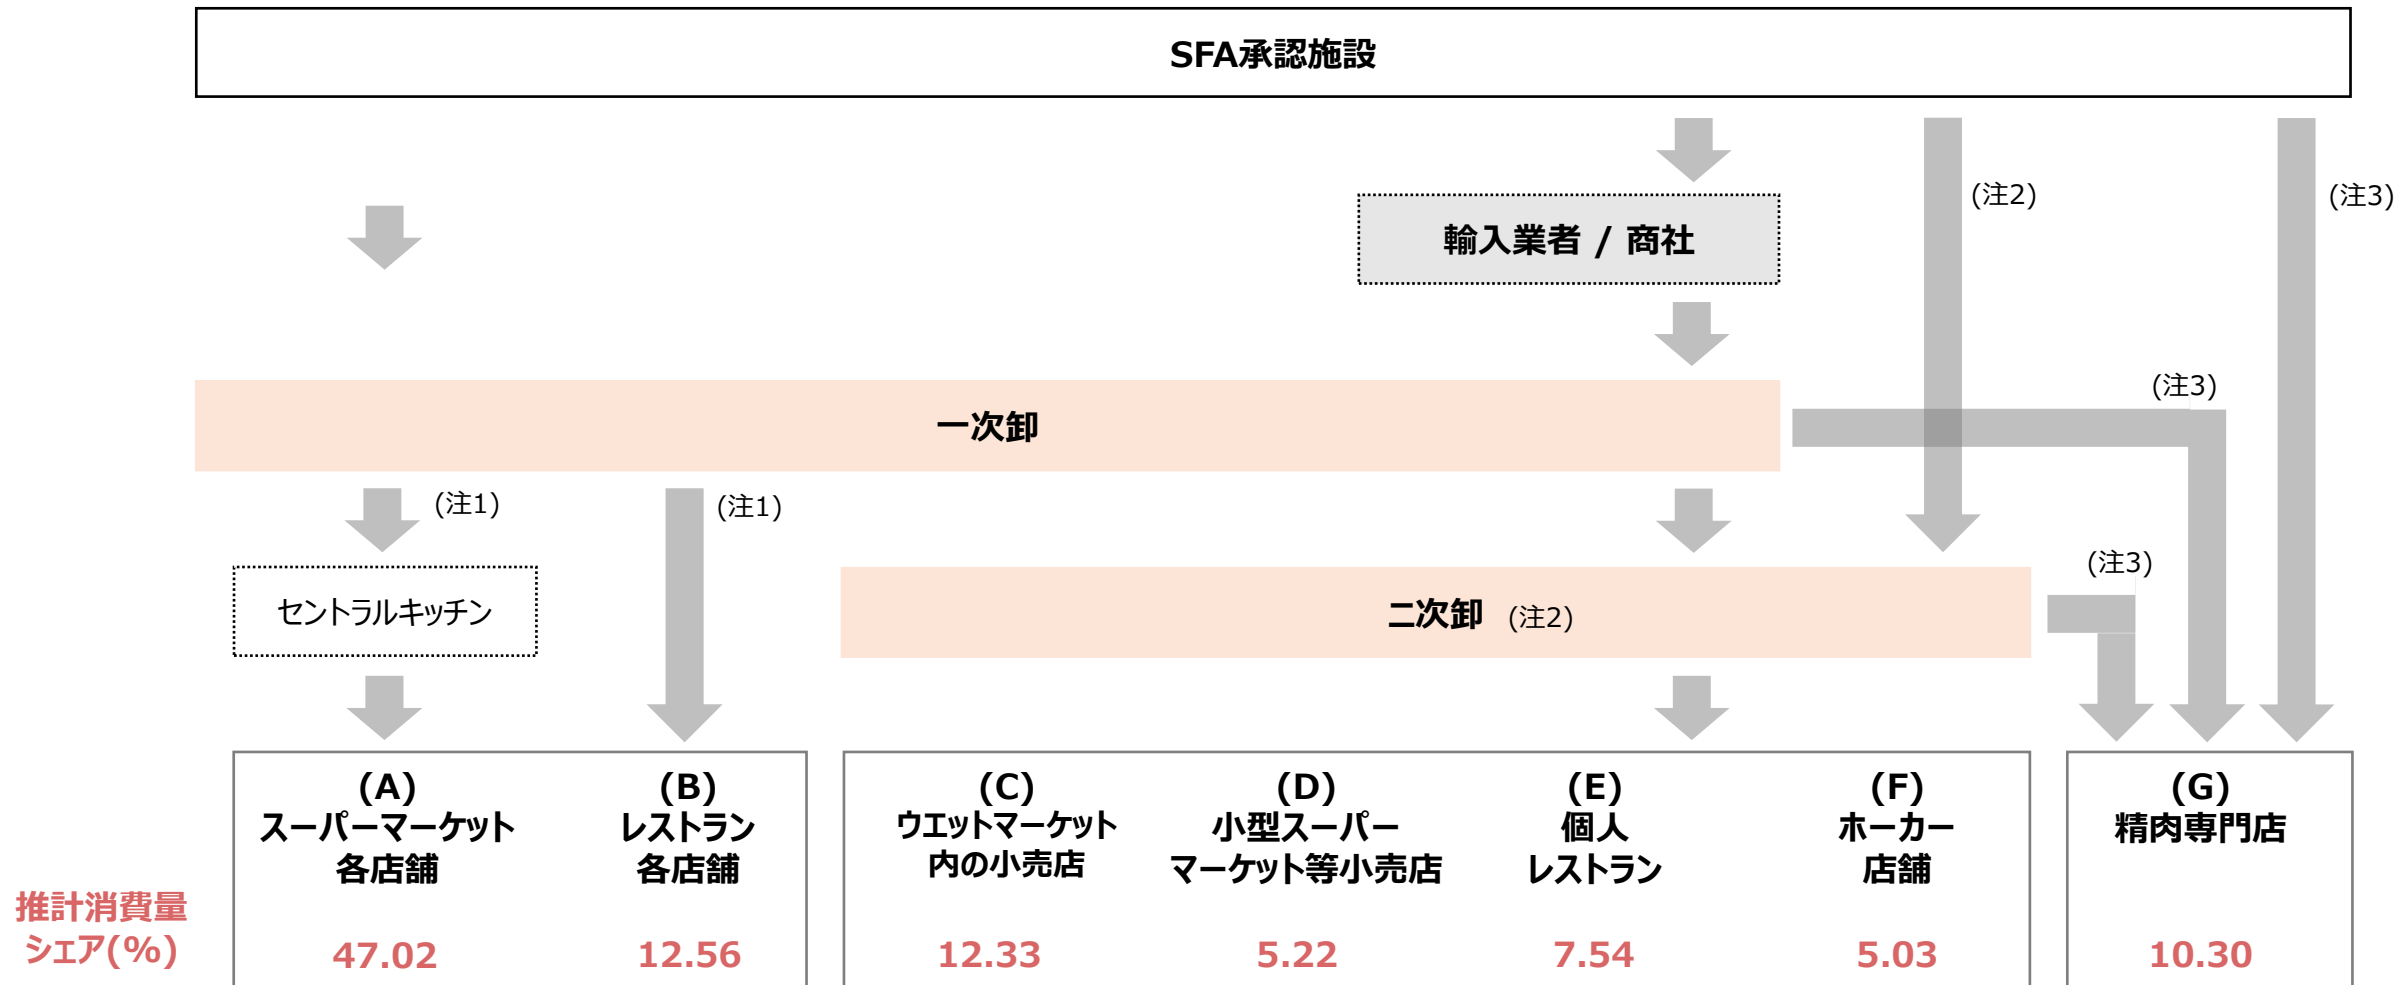 SFA承認施設
(注2)
(注3)
輸入業者 / 商社
(注3)
一次卸
(注1)
(注1)
(注3)
セントラルキッチン
二次卸 (注2)
(A)
スーパーマーケット
各店舗
47.02
(B)
レストラン
各店舗
12.56
(C)
ウエットマーケット
内の小売店
12.33
(D)
小型スーパー
マーケット等小売店
5.22
(E)
個人
レストラン
7.54
(F)
ホーカー
店舗
5.03
(G)
精肉専門店
10.30
推計消費量
シェア(%)